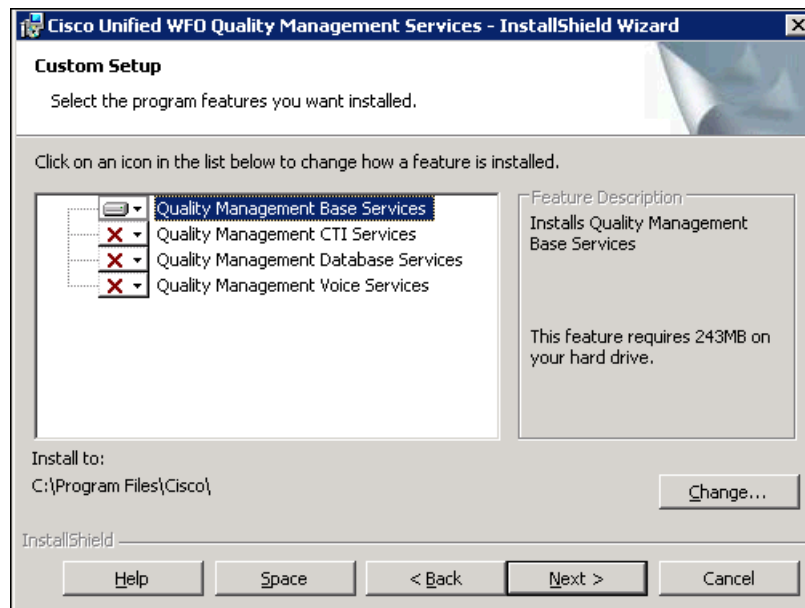 Cisco Unified WFO Quality Management Services - InstallShield Wizard
Custom Setup
Select the program features you want installed.
Click on an icon in the list below to change how a feature is installed.
Quality Management Base Services
Quality Management CTI Services
Quality Management Database Services
Quality Management Voice Services
Feature Description
Installs Quality Management
Base Services
This feature requires 243MB on
your hard drive.
Install to:
C:\Program Files\Cisco\
Change...
InstallShield
Help
Space
< Back
Next >
Cancel